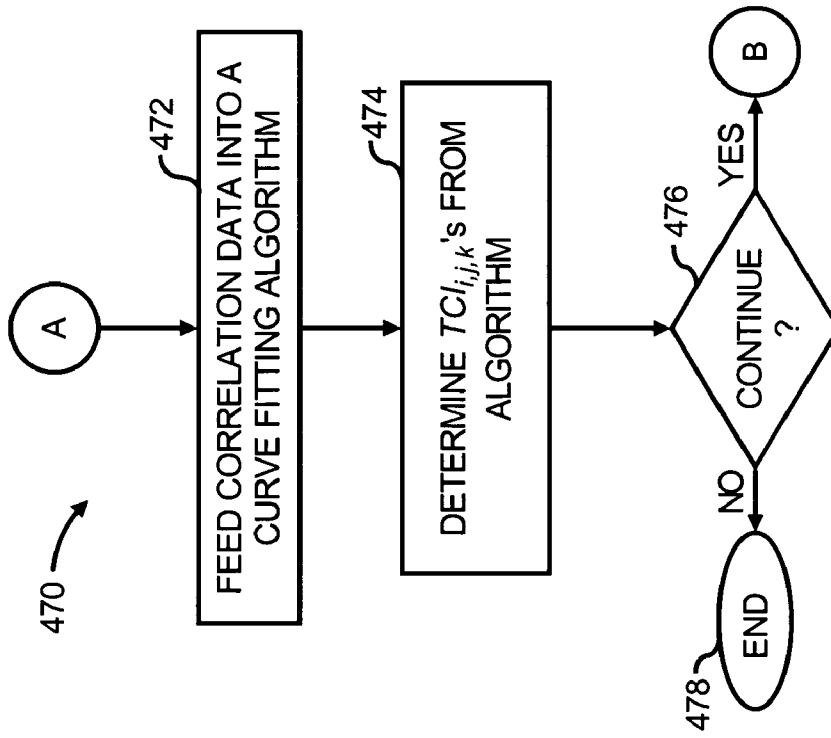 470
A
472
FEED CORRELATION DATA INTO A
CURVE FITTING ALGORITHM
474
DETERMINE TCI i,j,k's FROM
ALGORITHM
476
CONTINUE
?
NO
YES
478
END
B